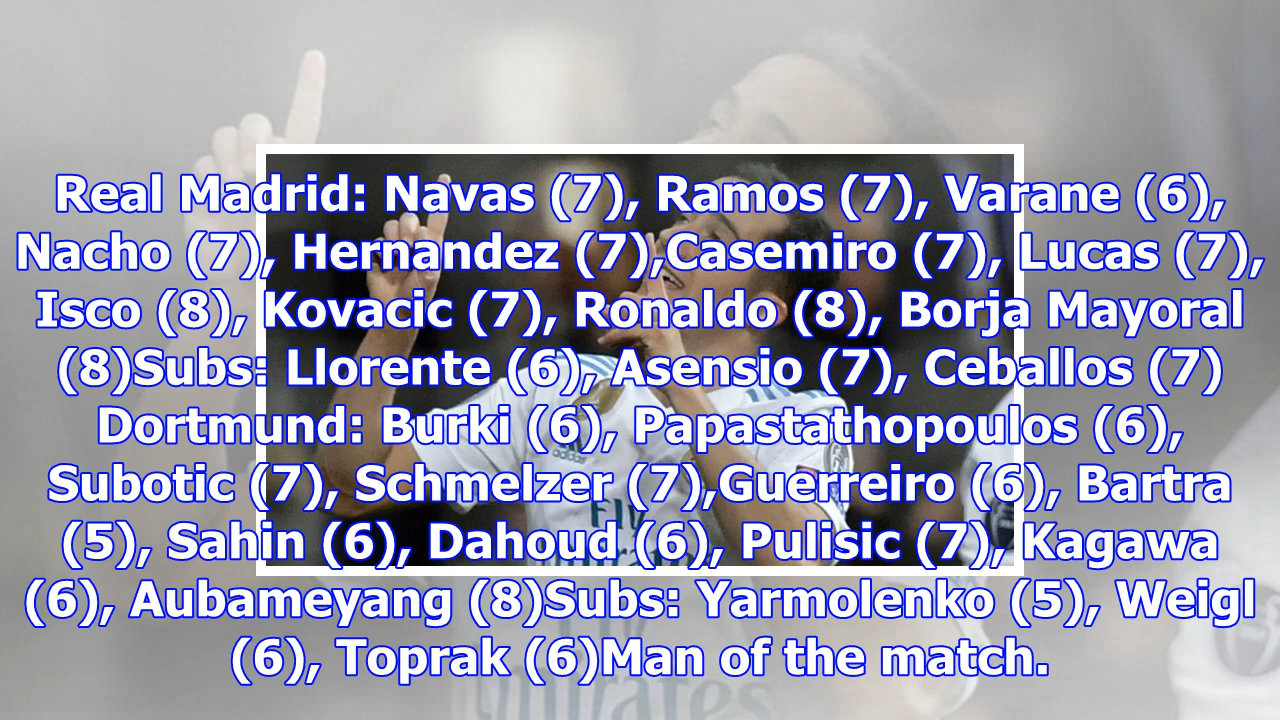 Real Madrid: Navas (7), Ramos (7), Varane (6),
Nacho (7), Hernandez (7),Casemiro (7), Lucas (7),
Isco (8), Kovacic (7), Ronaldo (8), Borja Mayoral
(8)Subs: Llorente (6), Asensio (7), Ceballos (7)
Dortmund: Burki (6), Papastathopoulos (6),
Subotic (7), Schmelzer (7),Guerreiro (6), Bartra
(5), Sahin (6), Dahoud (6), Pulisic (7), Kagawa
(6), Aubameyang (8)Subs: Yarmolenko (5), Weigl
(6), Toprak (6)Man of the match.
adidas
Emirates